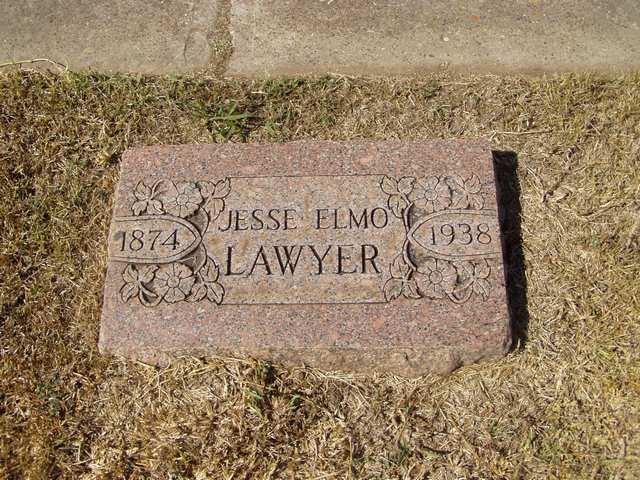 JESSE ELMO
1874 LAWYER 1938